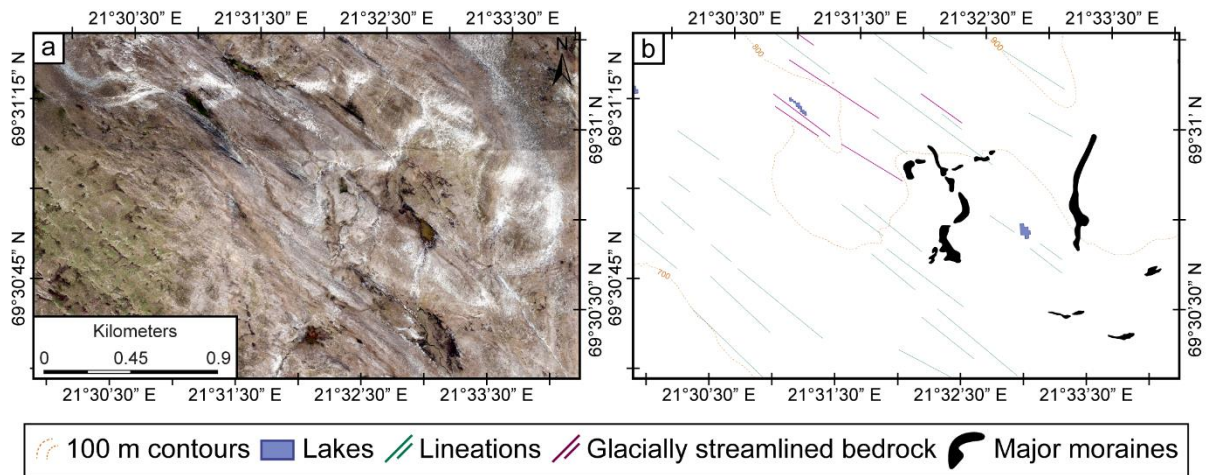 21°30’30” E 21°31’31” E 21°32’30” E 21°33’30” E
a
N
69°31’15” N
69°31’ N
69°30’45” N
69°30’30” N
Kilometers
0 0.45 0.9
21°30’30” E 21°31’31” E 21°32’30” E 21°33’30” E
21°30’30” E 21°31’31” E 21°32’30” E 21°33’30” E
b
800
900
700
69°31’15” N
69°31’ N
69°30’45” N
69°30’30” N
21°30’30” E 21°31’31” E 21°32’30” E 21°33’30” E
100 m contours Lakes Lineations Glacially streamlined bedrock Major moraines